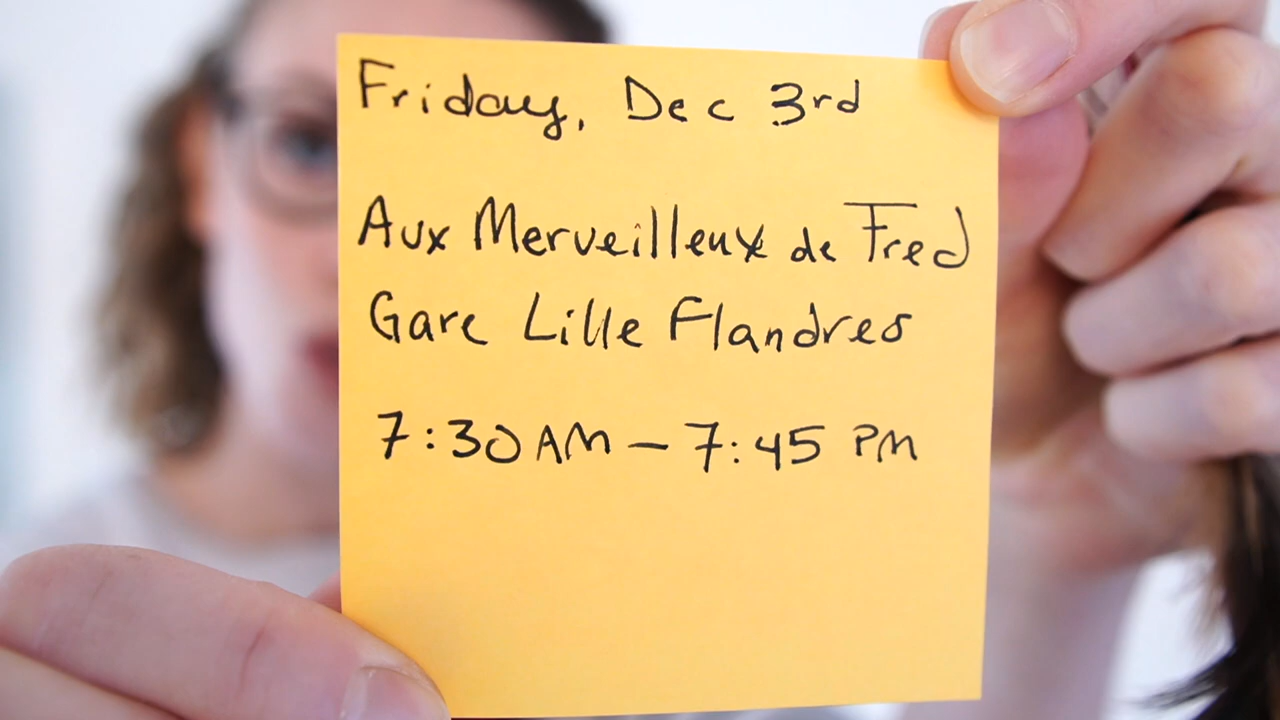 Friday, Dec 3rd
Aux Merveilleux de Fred
Gare Lille Flandres
7:30 AM – 7:45 PM